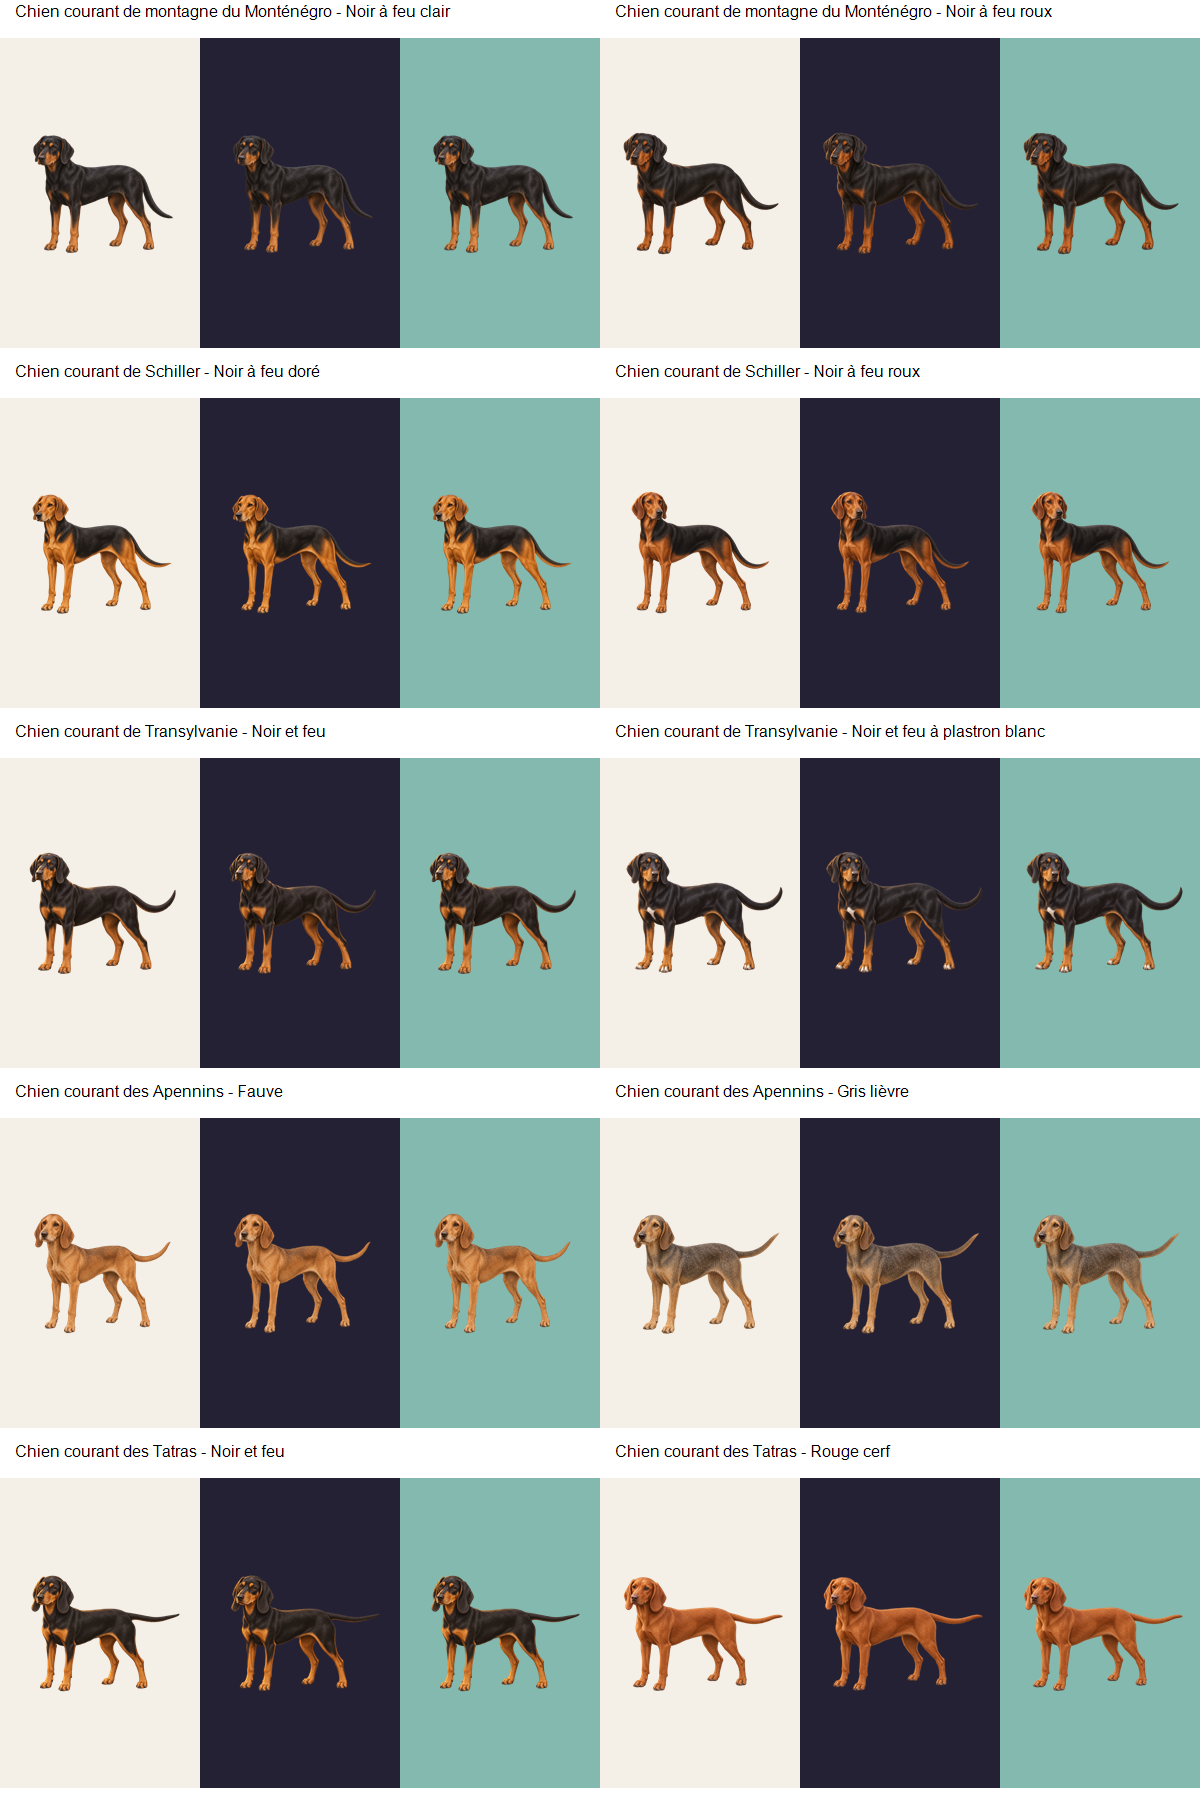 Chien courant de montagne du Monténégro - Noir à feu clair
Chien courant de montagne du Monténégro - Noir à feu roux
Chien courant de Schiller - Noir à feu doré
Chien courant de Schiller - Noir à feu roux
Chien courant de Transylvanie - Noir et feu
Chien courant de Transylvanie - Noir et feu à plastron blanc
Chien courant des Apennins - Fauve
Chien courant des Apennins - Gris lièvre
Chien courant des Tatras - Noir et feu
Chien courant des Tatras - Rouge cerf